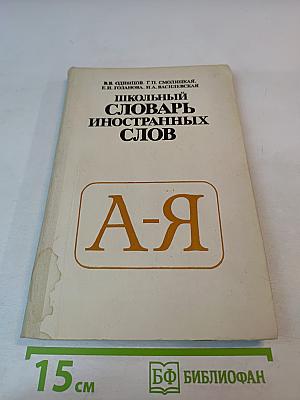 В.В. ОДИНЦОВ, Г.П. СМОЛИЦКАЯ,
Е.И. ГОЛАНОВА, И.А. ВАСИЛЕВСКАЯ
ШКОЛЬНЫЙ
СЛОВАРЬ
ИНОСТРАННЫХ
СЛОВ
А-Я
15 см
БФ БИБЛИОФАН